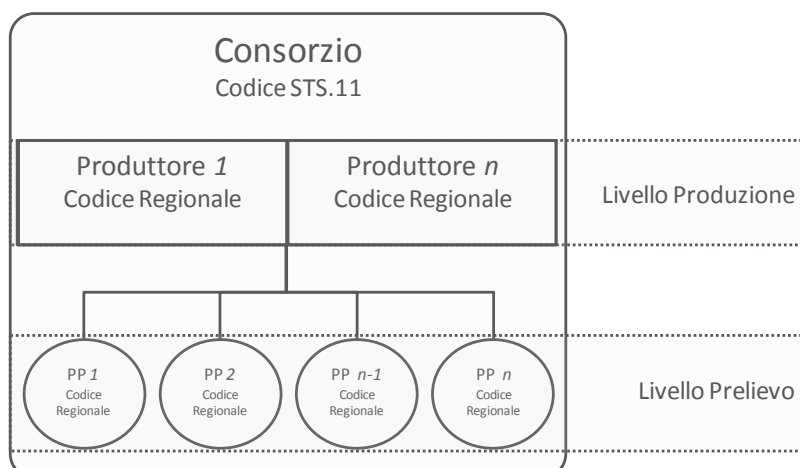 Consorzio
Codice STS.11
Produttore 1
Codice Regionale
Produttore n
Codice Regionale
Livello Produzione
PP 1
Codice
Regionale
PP 2
Codice
Regionale
PP n-1
Codice
Regionale
PP n
Codice
Regionale
Livello Prelievo